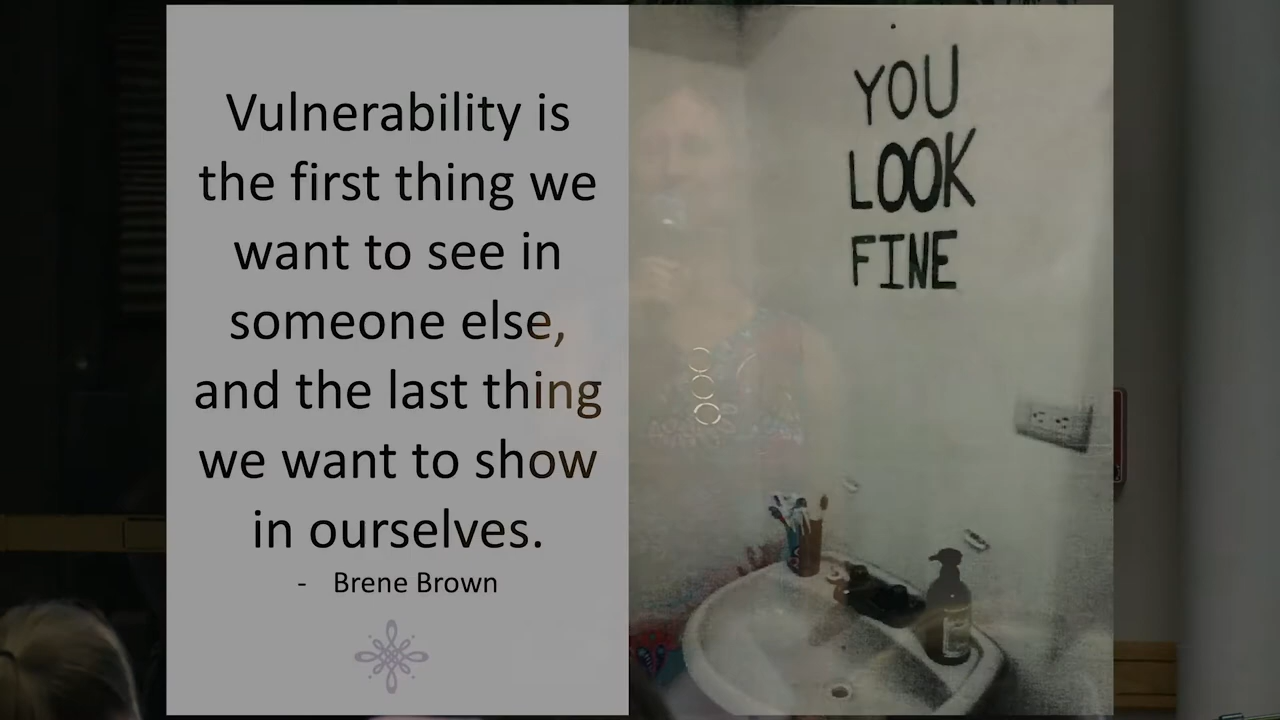 Vulnerability is
the first thing we
want to see in
someone else,
and the last thing
we want to show
in ourselves.
- Brene Brown
YOU
LOOK
FINE